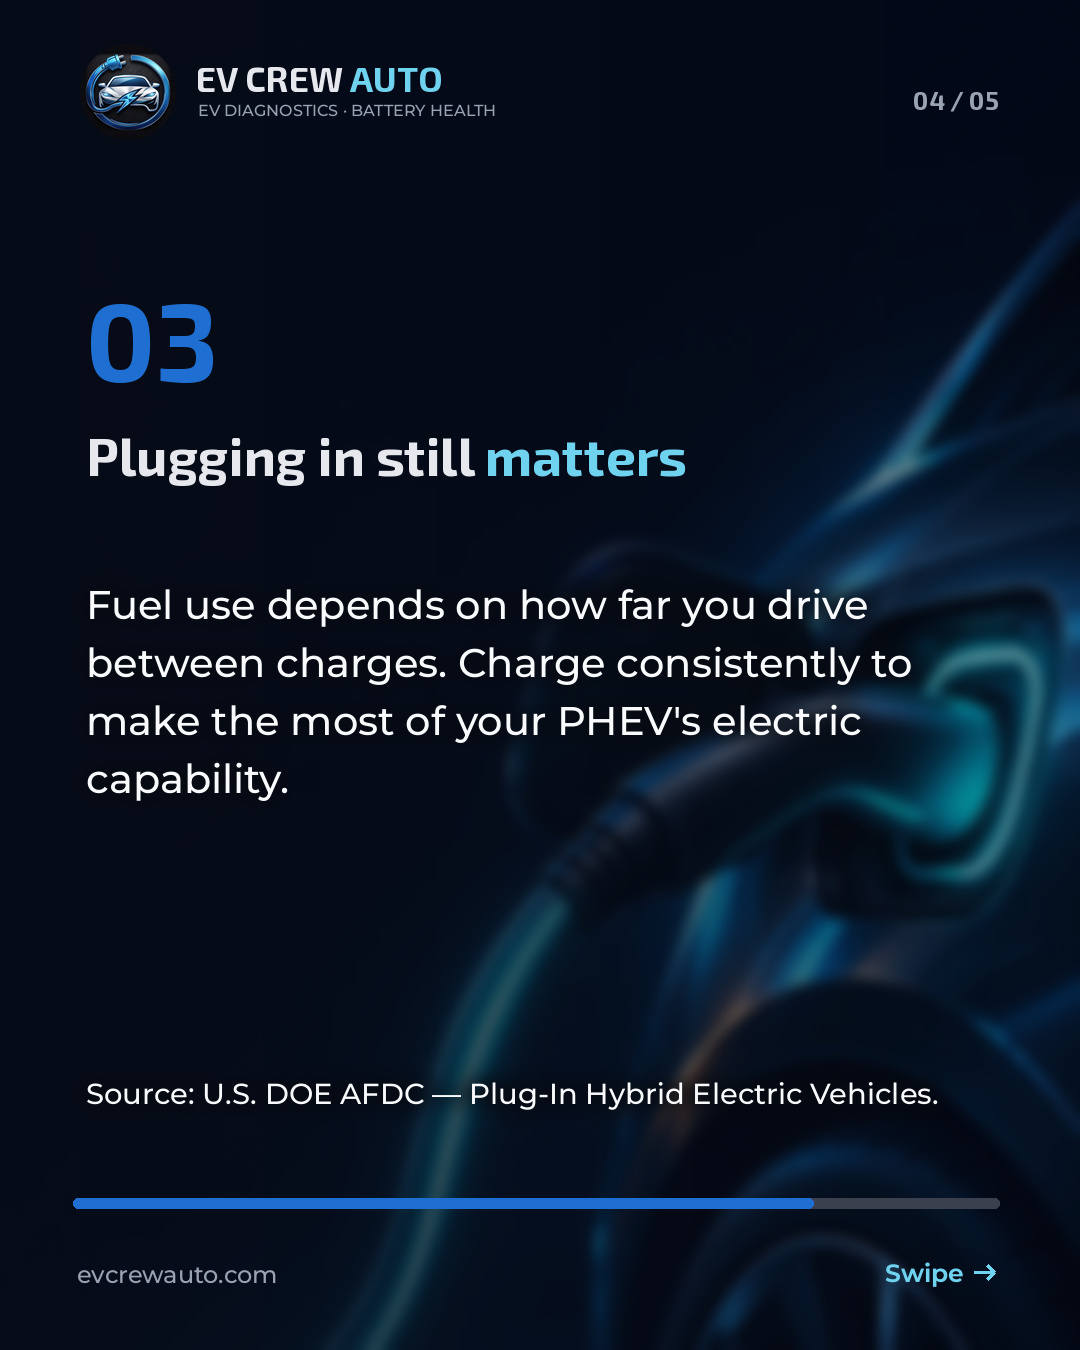 EV CREW AUTO
EV DIAGNOSTICS · BATTERY HEALTH
04 / 05
03
Plugging in still matters
Fuel use depends on how far you drive
between charges. Charge consistently to
make the most of your PHEV's electric
capability.
Source: U.S. DOE AFDC — Plug-In Hybrid Electric Vehicles.
evcrewauto.com
Swipe →